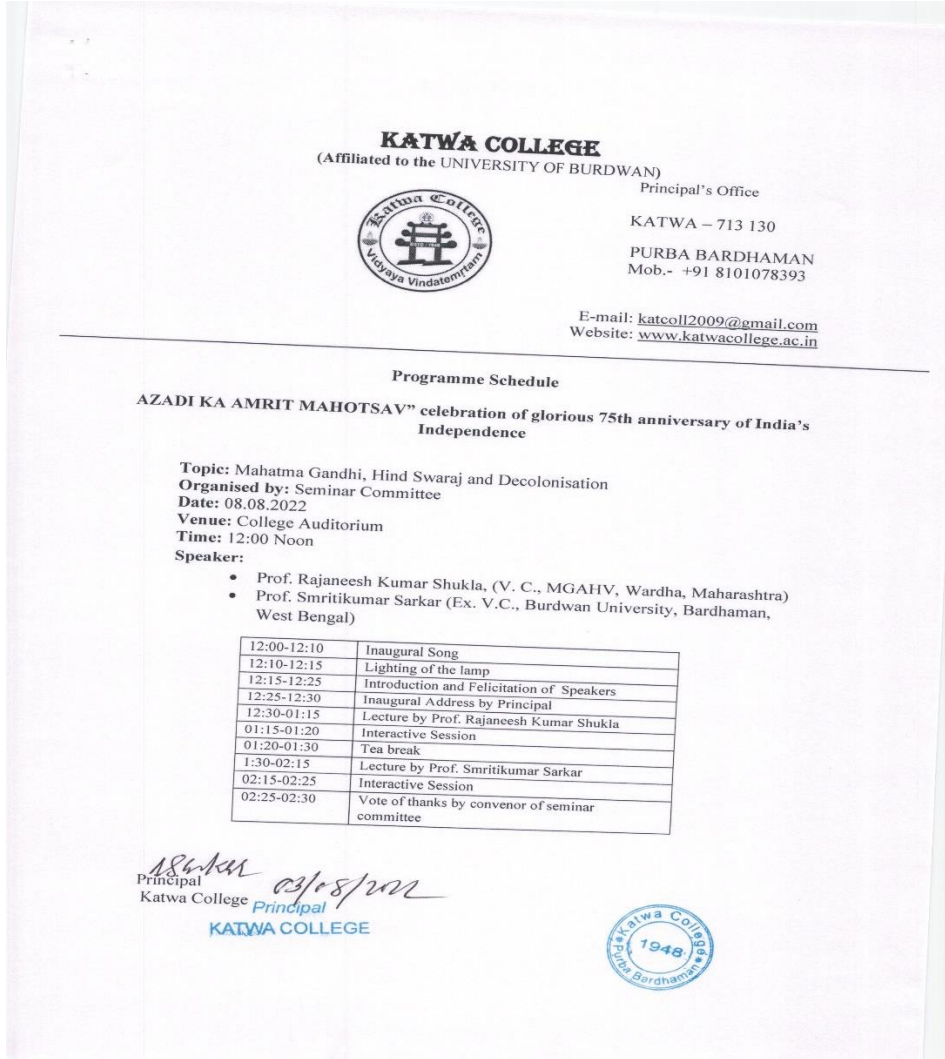 KATWA COLLEGE
(Affiliated to the UNIVERSITY OF BURDWAN)
Katwa College
Vidyaya Vindatemrtam
Principal's Office
KATWA – 713 130
PURBA BARDHAMAN
Mob.- +91 8101078393
E-mail: katcoll2009@gmail.com
Website: www.katwacollege.ac.in
Programme Schedule
AZADI KA AMRIT MAHOTSAV” celebration of glorious 75th anniversary of India’s
Independence
Topic: Mahatma Gandhi, Hind Swaraj and Decolonisation
Organised by: Seminar Committee
Date: 08.08.2022
Venue: College Auditorium
Time: 12:00 Noon
Speaker:
• Prof. Rajaneesh Kumar Shukla, (V. C., MGAHV, Wardha, Maharashtra)
• Prof. Smritikumar Sarkar (Ex. V.C., Burdwan University, Bardhaman,
West Bengal)
12:00-12:10 Inaugural Song
12:10-12:15 Lighting of the lamp
12:15-12:25 Introduction and Felicitation of Speakers
12:25-12:30 Inaugural Address by Principal
12:30-01:15 Lecture by Prof. Rajaneesh Kumar Shukla
01:15-01:20 Interactive Session
01:20-01:30 Tea break
1:30-02:15 Lecture by Prof. Smritikumar Sarkar
02:15-02:25 Interactive Session
02:25-02:30 Vote of thanks by convenor of seminar
committee
03/08/2022
Principal
Katwa College
Principal
KATWA COLLEGE
Katwa College
1948
Purba Bardhaman